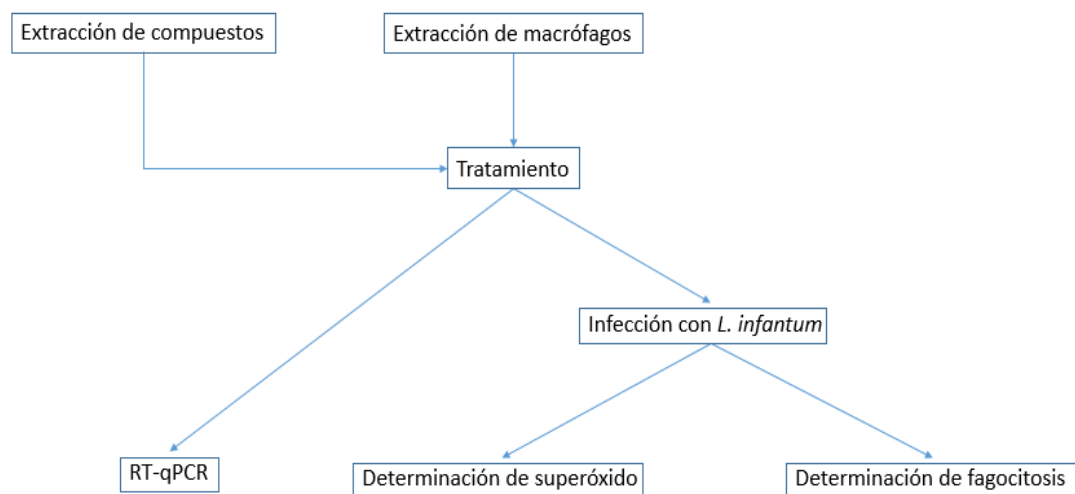 Extracción de compuestos
Extracción de macrófagos
Tratamiento
Infección con L. infantum
RT-qPCR
Determinación de superóxido
Determinación de fagocitosis